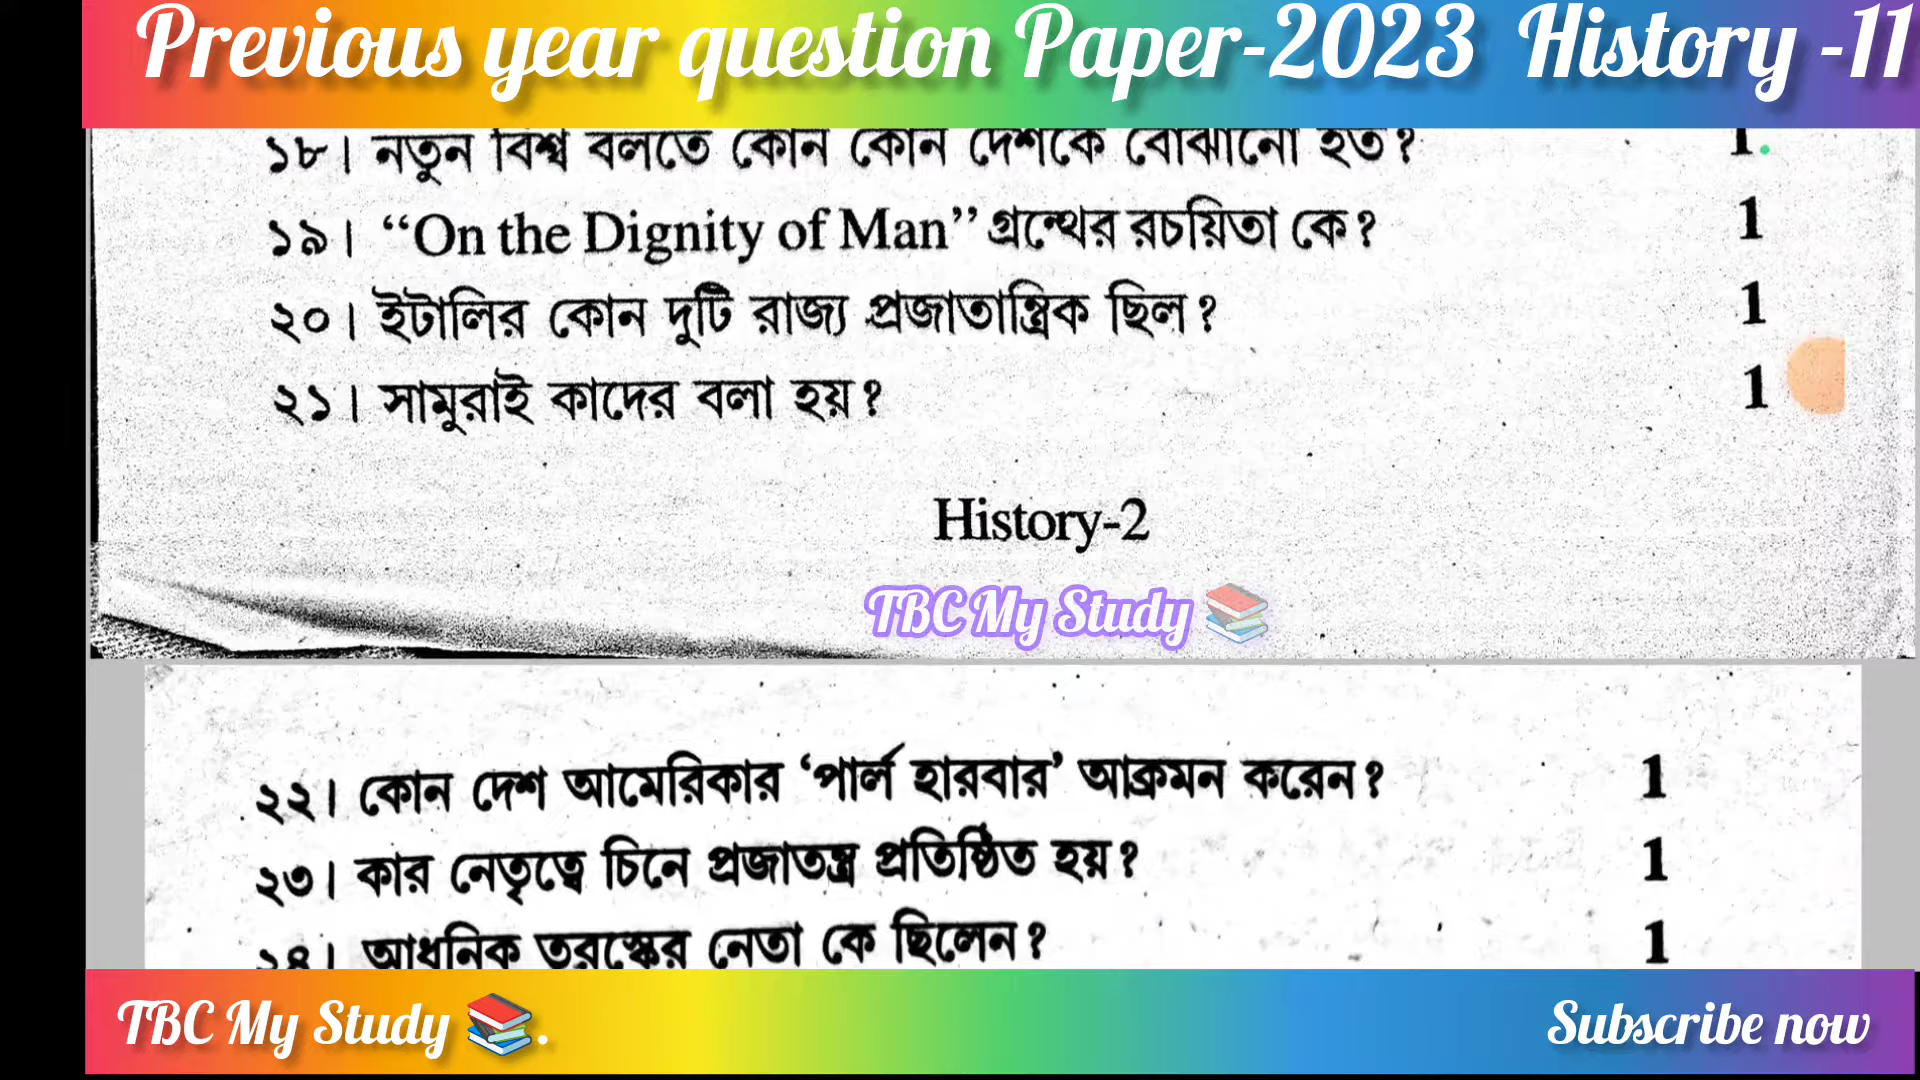 Previous year question Paper-2023 History -11
১৮। নতুন বিশ্ব বলতে কোন কোন দেশকে বোঝানো হত? 1.
১৯। “On the Dignity of Man” গ্রন্থের রচয়িতা কে? 1
২০। ইটালির কোন দুটি রাজ্য প্রজাতান্ত্রিক ছিল? 1
২১। সামুরাই কাদের বলা হয়? 1
History-2
TBC My Study
২২। কোন দেশ আমেরিকার ‘পার্ল হারবার’ আক্রমন করেন? 1
২৩। কার নেতৃত্বে চিনে প্রজাতন্ত্র প্রতিষ্ঠিত হয়? 1
২৪। আধুনিক তুরস্কের নেতা কে ছিলেন? 1
TBC My Study . Subscribe now